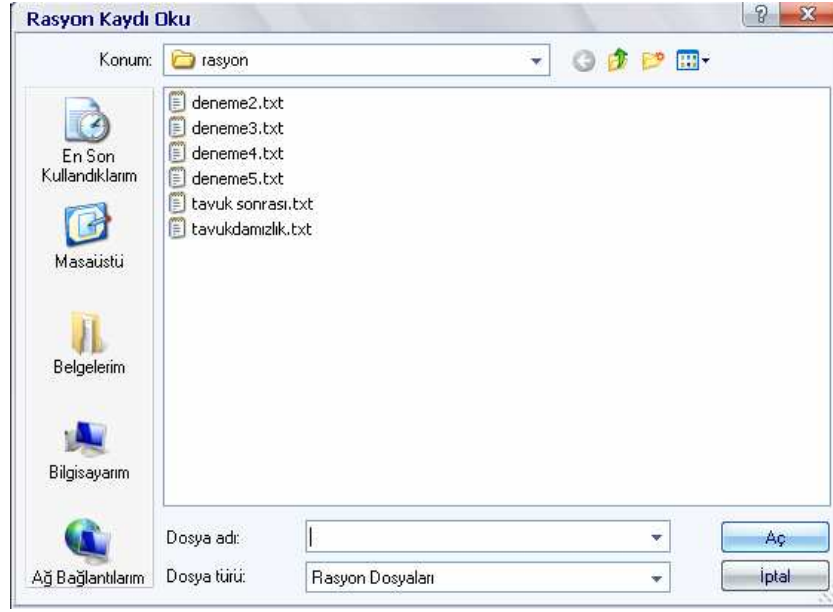 Rasyon Kaydı Oku
Konum: rasyon
deneme2.txt
deneme3.txt
deneme4.txt
deneme5.txt
tavuk sonrası.txt
tavukdamızlık.txt
En Son
Kullandıklarım
Masaüstü
Belgelerim
Bilgisayarım
Ağ Bağlantılarım
Dosya adı:
Aç
Dosya türü: Rasyon Dosyaları
İptal